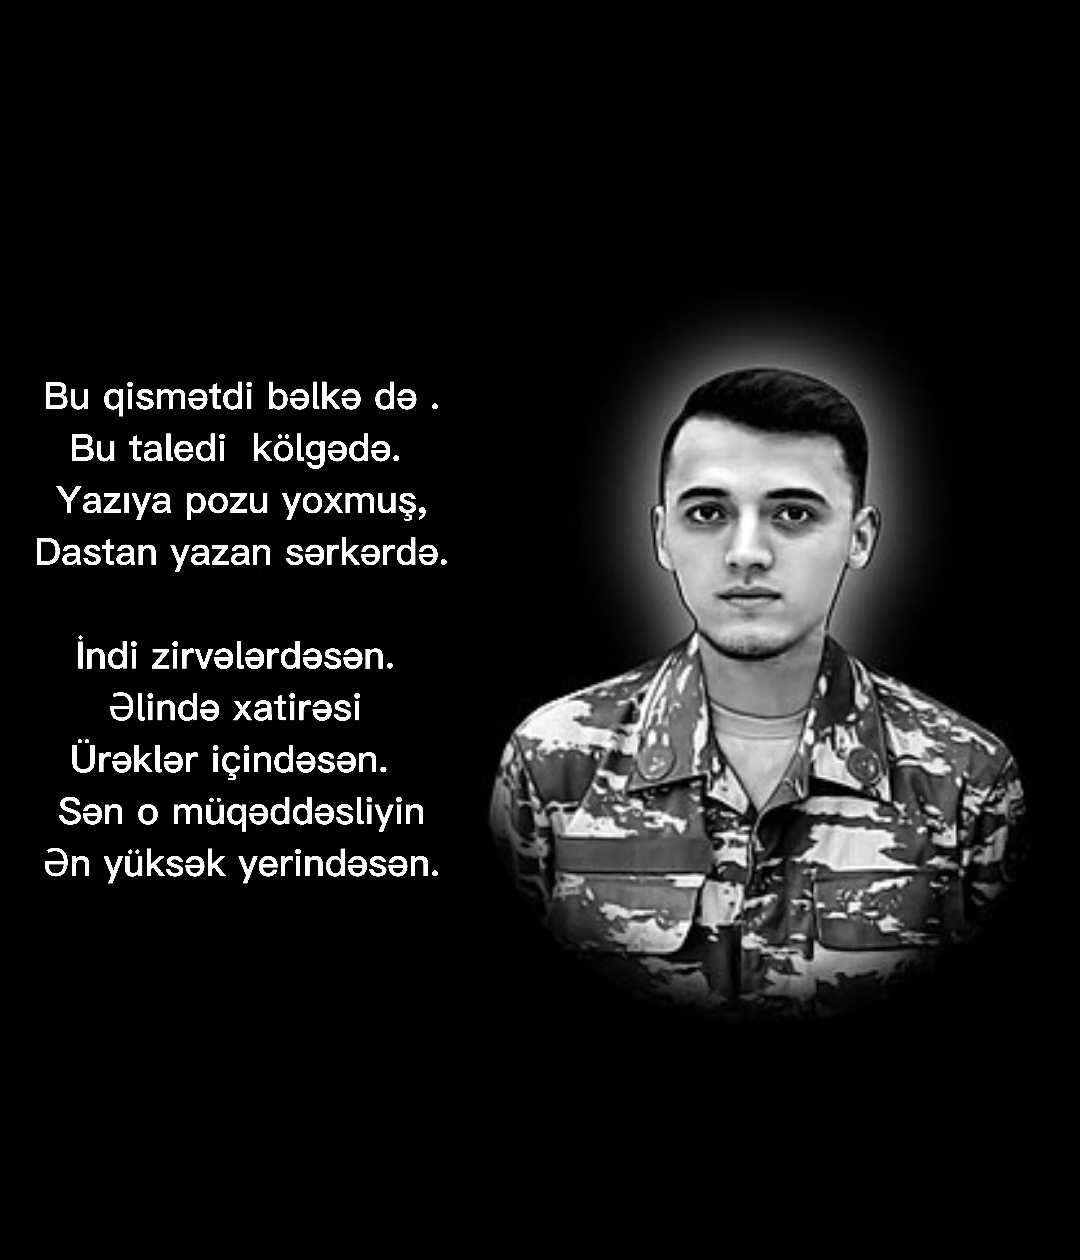 Bu qismətdi bəlkə də .
Bu taledi  kölgədə.
Yazıya pozu yoxmuş,
Dastan yazan sərkərdə.

İndi zirvələrdəsən.
Əlində xatirəsi
Ürəklər içindəsən.
Sən o müqəddəsliyin
Ən yüksək yerindəsən.